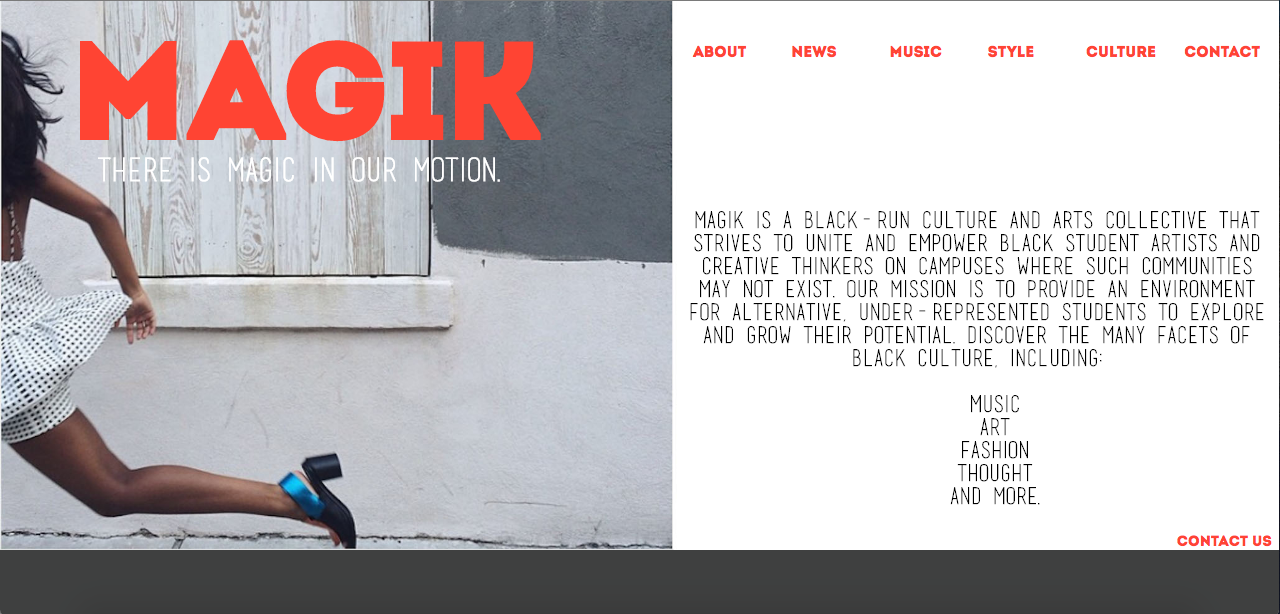 MAGIK
THERE IS MAGIC IN OUR MOTION.
ABOUT NEWS MUSIC STYLE CULTURE CONTACT
MAGIK IS A BLACK-RUN CULTURE AND ARTS COLLECTIVE THAT
STRIVES TO UNITE AND EMPOWER BLACK STUDENT ARTISTS AND
CREATIVE THINKERS ON CAMPUSES WHERE SUCH COMMUNITIES
MAY NOT EXIST. OUR MISSION IS TO PROVIDE AN ENVIRONMENT
FOR ALTERNATIVE, UNDER-REPRESENTED STUDENTS TO EXPLORE
AND GROW THEIR POTENTIAL. DISCOVER THE MANY FACETS OF
BLACK CULTURE, INCLUDING:
MUSIC
ART
FASHION
THOUGHT
AND MORE.
CONTACT US